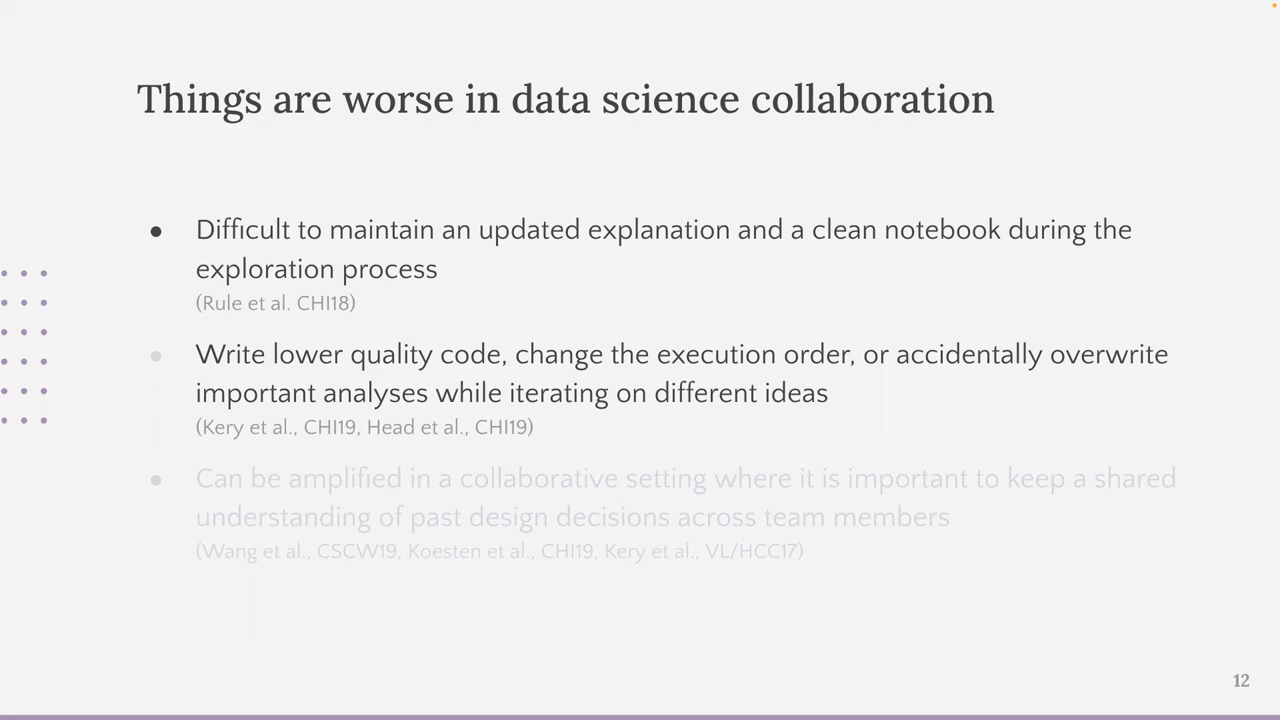 Things are worse in data science collaboration
● Difficult to maintain an updated explanation and a clean notebook during the
exploration process
(Rule et al. CHI18)
● Write lower quality code, change the execution order, or accidentally overwrite
important analyses while iterating on different ideas
(Kery et al., CHI19, Head et al., CHI19)
● Can be amplified in a collaborative setting where it is important to keep a shared
understanding of past design decisions across team members
(Wang et al., CSCW19, Koesten et al., CHI19, Kery et al., VL/HCC17)
12